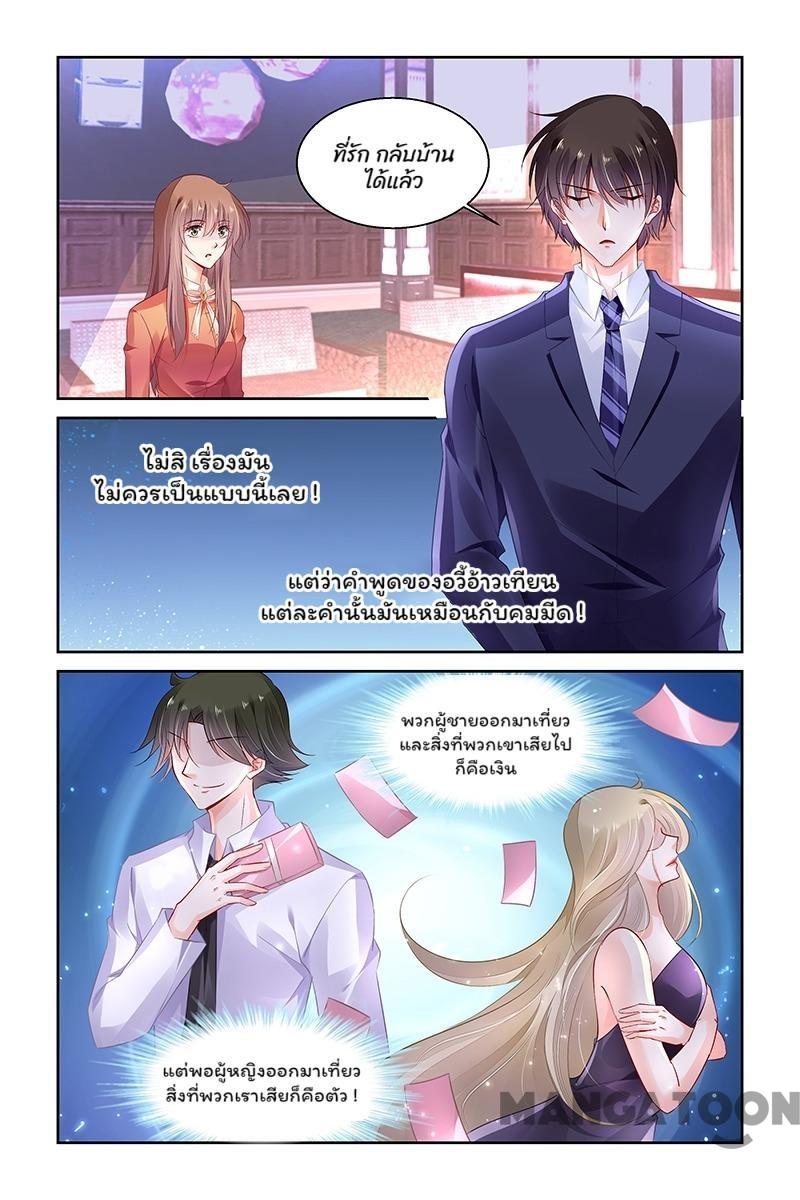 ที่รัก กลับบ้าน
ได้แล้ว
ไม่สิ เรื่องมัน
ไม่ควรเป็นแบบนี้เลย !
แต่ว่าคำพูดของอวี้อ้าวเทียน
แต่ละคำนั้นมันเหมือนกับคมมีด !
พวกผู้ชายออกมาเที่ยว
และสิ่งที่พวกเขาเสียไป
ก็คือเงิน
แต่พอผู้หญิงออกมาเที่ยว
สิ่งที่พวกเราเสียก็คือตัว !
MANGATOON